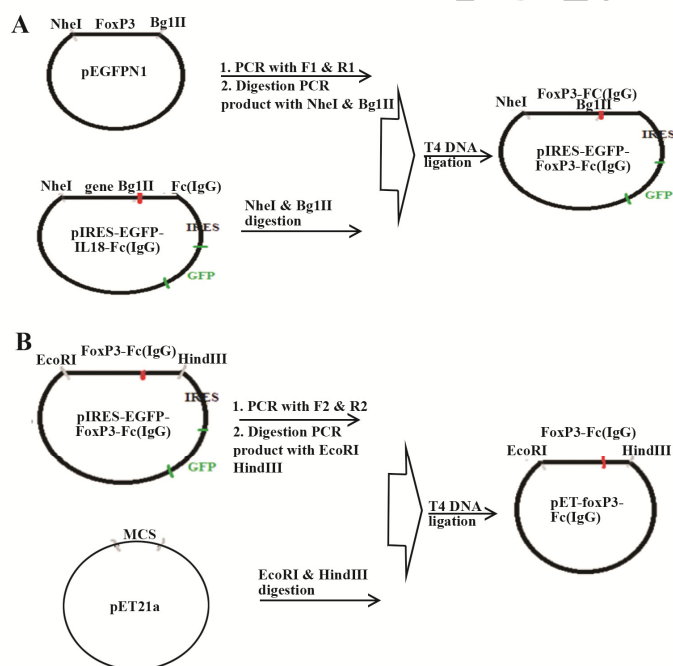 A
NheI FoxP3 Bg1II
pEGFPN1
1. PCR with F1 & R1
2. Digestion PCR
product with NheI & Bg1II
NheI gene Bg1II Fc(IgG)
pIRES-EGFP-
IL18-Fc(IgG)
IRES
GFP
NheI & Bg1II
digestion
T4 DNA
ligation
FoxP3-FC(IgG)
NheI Bg1II
IRES
pIRES-EGFP-
FoxP3-Fc(IgG)
GFP
B
FoxP3-Fc(IgG)
EcoRI HindIII
IRES
pIRES-EGFP-
FoxP3-Fc(IgG)
GFP
1. PCR with F2 & R2
2. Digestion PCR
product with EcoRI
HindIII
MCS
pET21a
EcoRI & HindIII
digestion
T4 DNA
ligation
FoxP3-Fc(IgG)
EcoRI HindIII
pET-foxP3-
Fc(IgG)